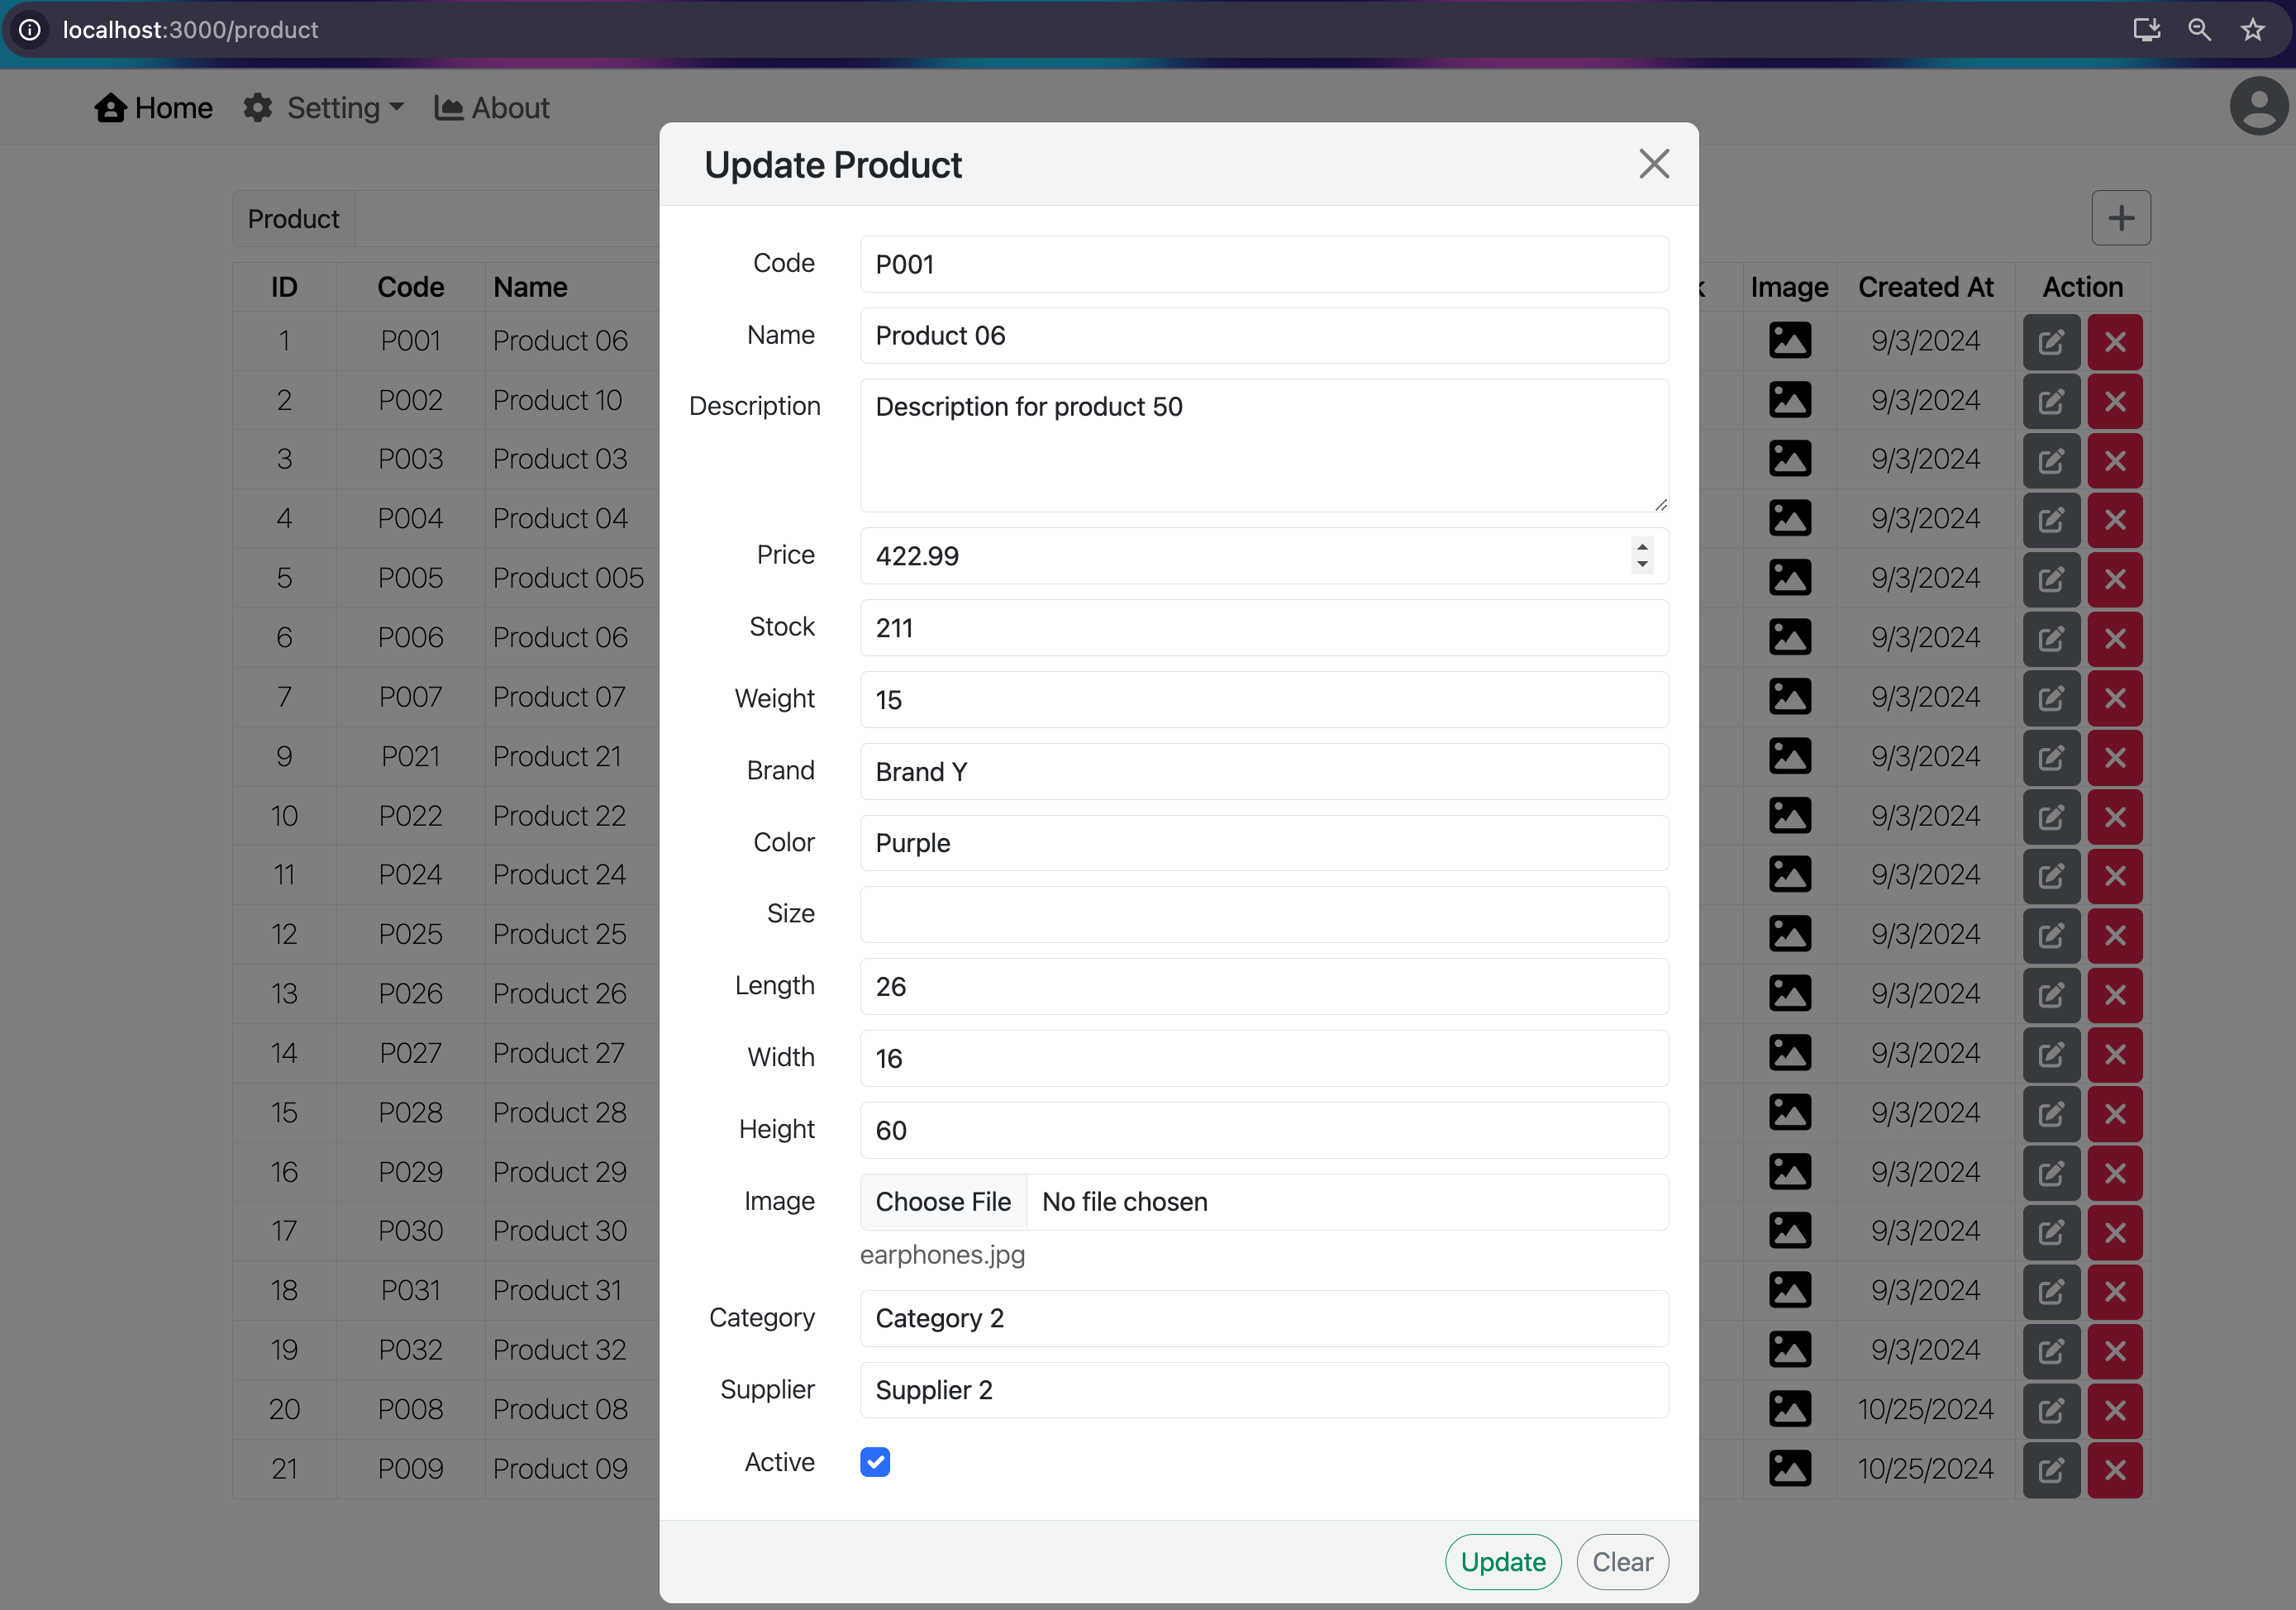 localhost:3000/product
Home Setting About
Update Product
Product
Code P001
ID Code Name Image Created At Action
Name Product 06
1 P001 Product 06 9/3/2024
2 P002 Product 10 9/3/2024
Description Description for product 50
3 P003 Product 03 9/3/2024
4 P004 Product 04 9/3/2024
Price 422.99
5 P005 Product 005 9/3/2024
Stock 211
6 P006 Product 06 9/3/2024
Weight 15
7 P007 Product 07 9/3/2024
9 P021 Product 21 9/3/2024
Brand Brand Y
10 P022 Product 22 9/3/2024
Color Purple
11 P024 Product 24 9/3/2024
Size
12 P025 Product 25 9/3/2024
Length 26
13 P026 Product 26 9/3/2024
14 P027 Product 27 9/3/2024
Width 16
15 P028 Product 28 9/3/2024
Height 60
16 P029 Product 29 9/3/2024
Image Choose File No file chosen
17 P030 Product 30 9/3/2024
earphones.jpg
18 P031 Product 31 9/3/2024
Category Category 2
19 P032 Product 32 9/3/2024
Supplier Supplier 2
20 P008 Product 08 10/25/2024
Active
21 P009 Product 09 10/25/2024
Update Clear